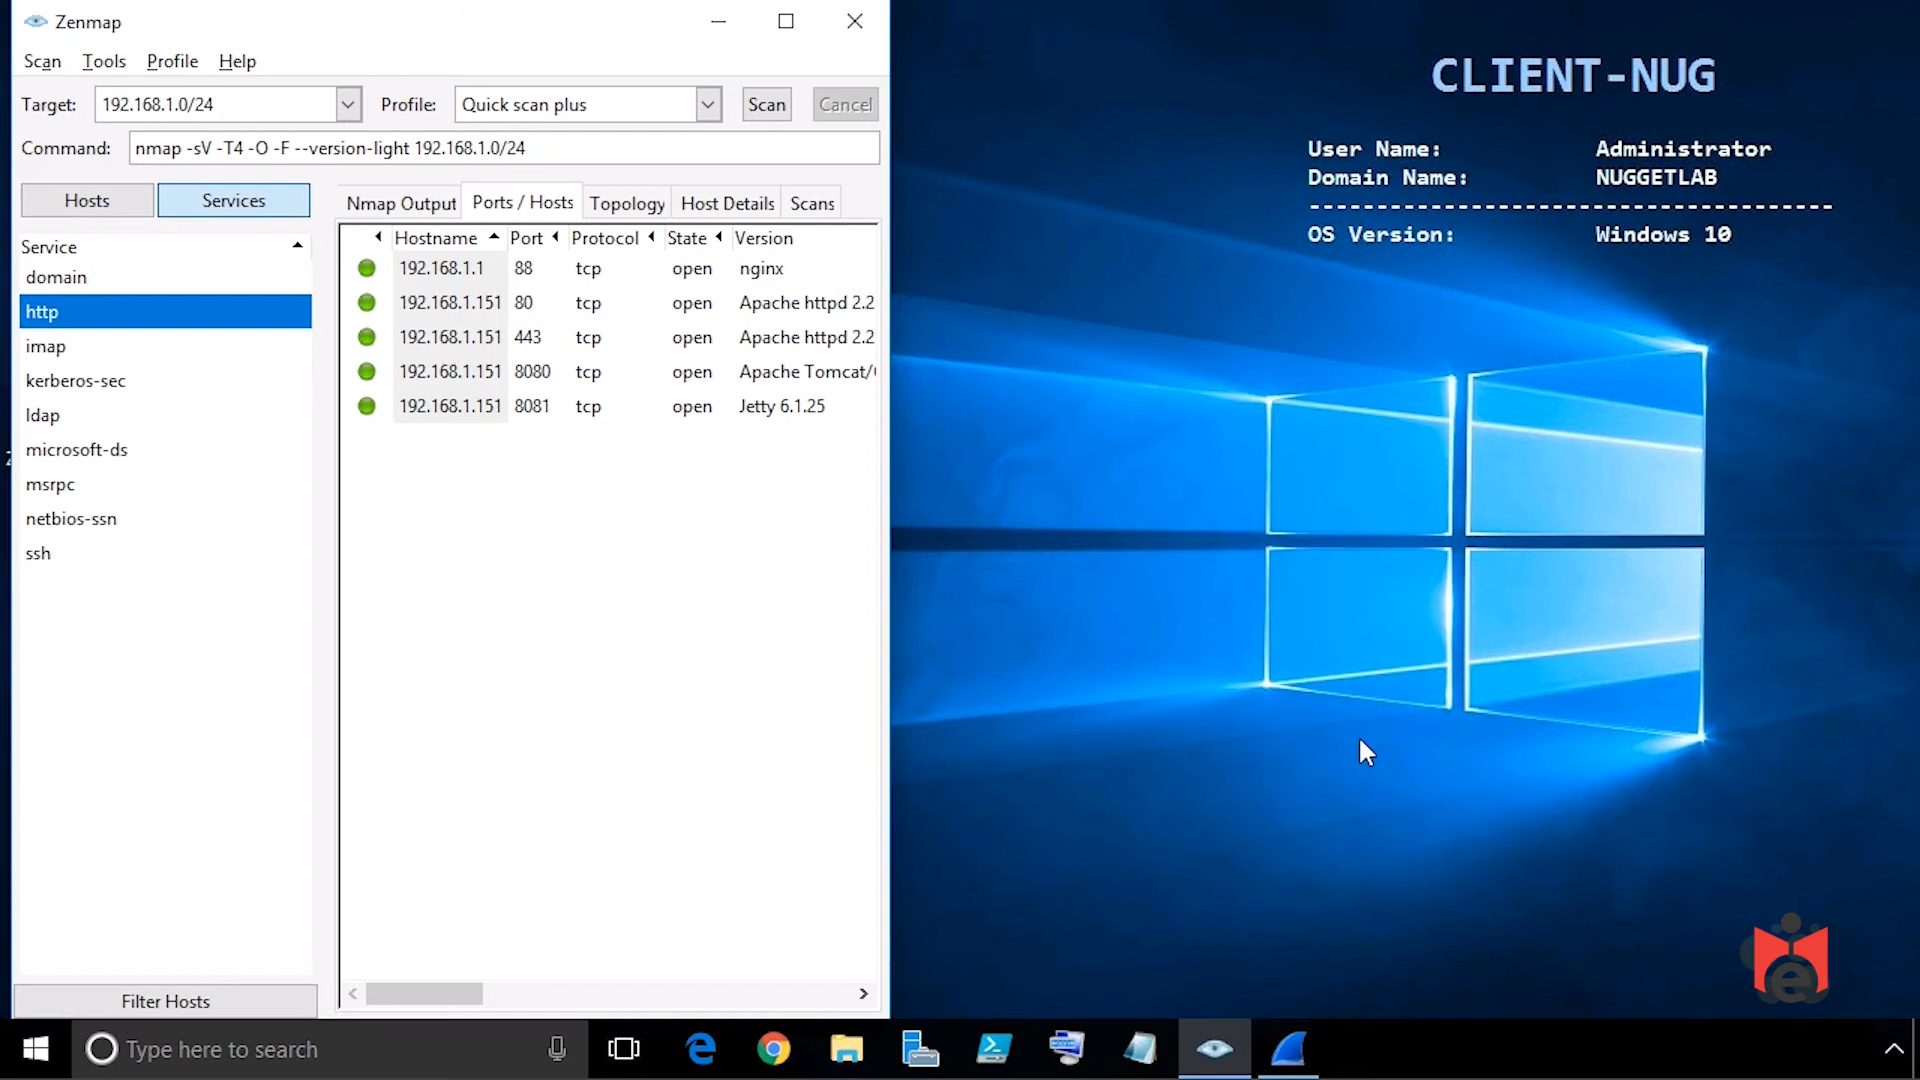 Zenmap
Scan Tools Profile Help
Target: 192.168.1.0/24 Profile: Quick scan plus Scan Cancel
Command: nmap -sV -T4 -O -F --version-light 192.168.1.0/24
Hosts Services
Nmap Output Ports / Hosts Topology Host Details Scans
Service
domain
http
imap
kerberos-sec
ldap
microsoft-ds
msrpc
netbios-ssn
ssh
Filter Hosts
Hostname Port Protocol State Version
192.168.1.1 88 tcp open nginx
192.168.1.151 80 tcp open Apache httpd 2.2
192.168.1.151 443 tcp open Apache httpd 2.2
192.168.1.151 8080 tcp open Apache Tomcat/
192.168.1.151 8081 tcp open Jetty 6.1.25
CLIENT-NUG
User Name: Administrator
Domain Name: NUGGETLAB
---------------------------------------
OS Version: Windows 10
Type here to search